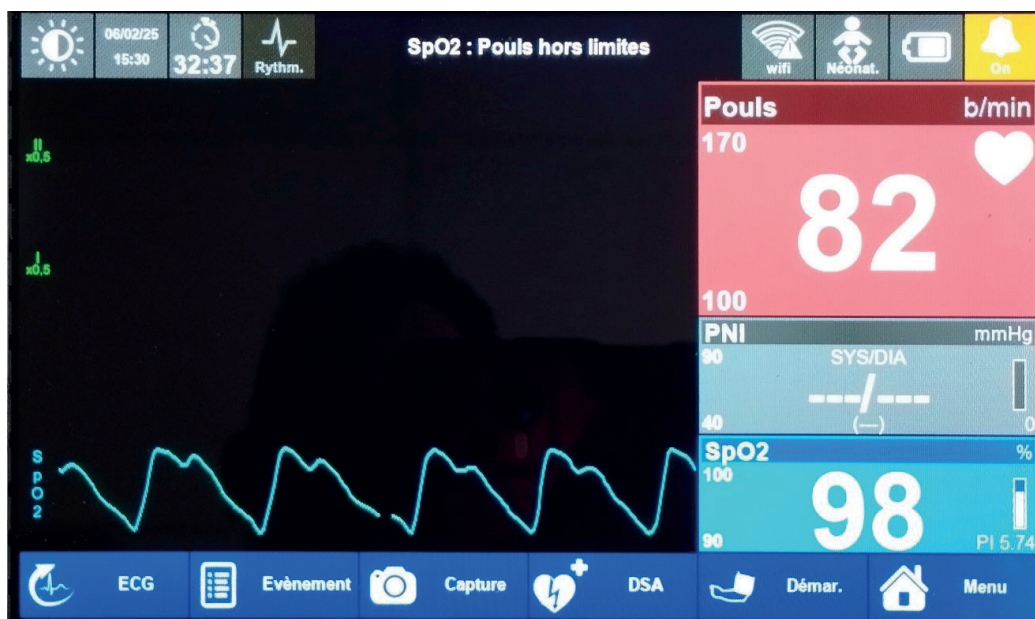 06/02/25
15:30
32:37
Rythm.
SpO2 : Pouls hors limites
wifi
Néonat.
On
Pouls b/min
170
82
100
II
x0,5
I
x0,5
PNI mmHg
90
SYS/DIA
---/---
40
(---)
0
SpO2 %
100
98
90
PI 5.74
SpO2
ECG
Evènement
Capture
DSA
Démar.
Menu